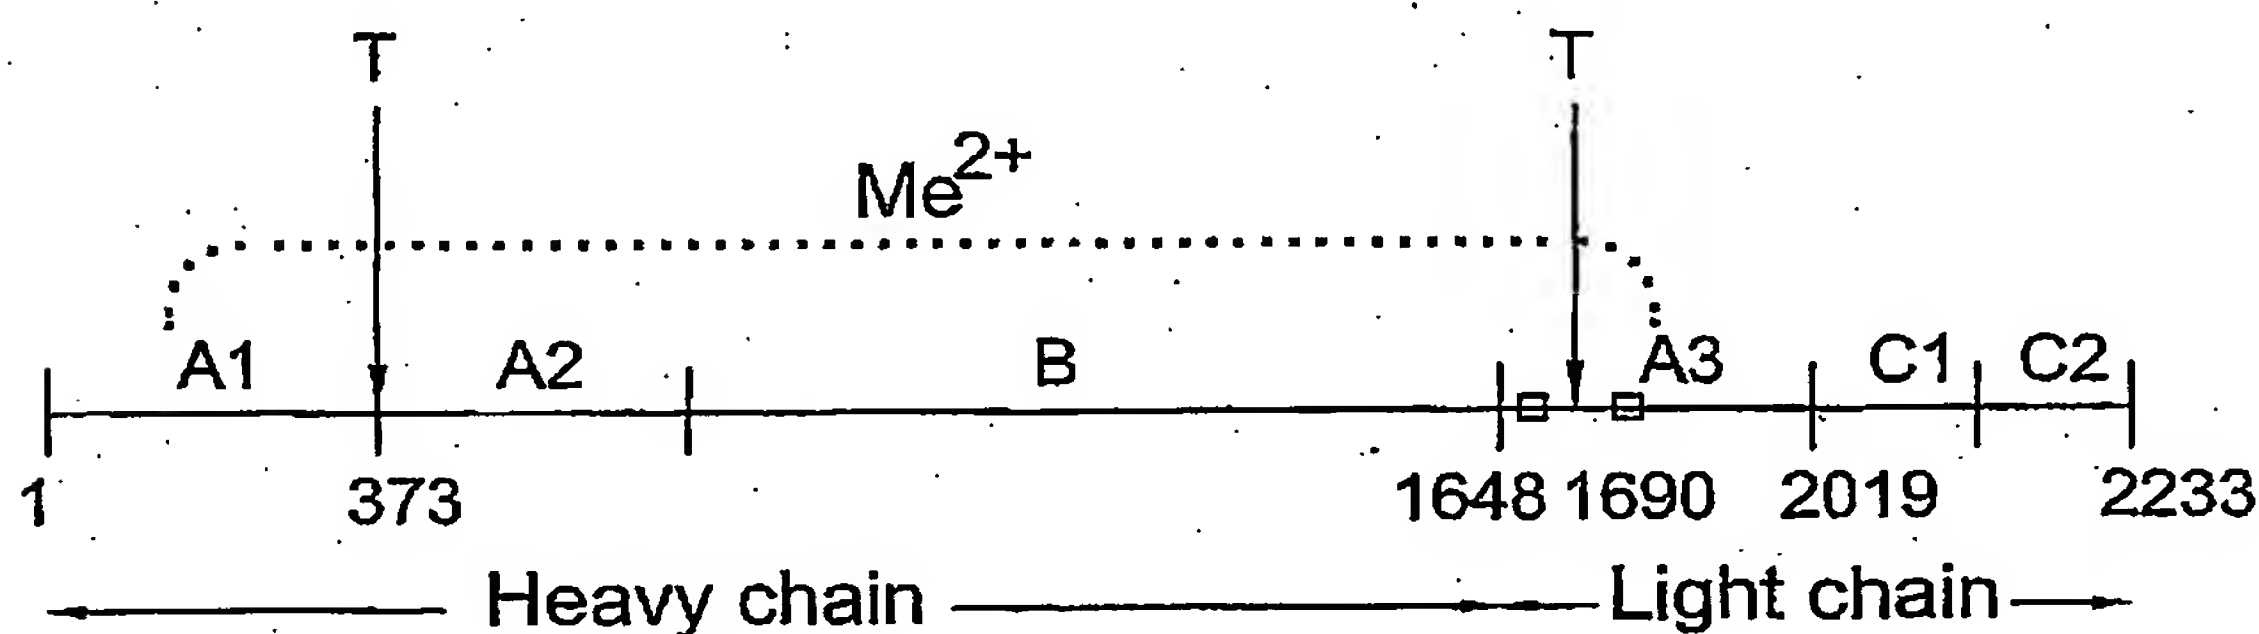 T T
Me2+
A1 A2 B A3 C1 C2
1 373 1648 1690 2019 2233
Heavy chain Light chain